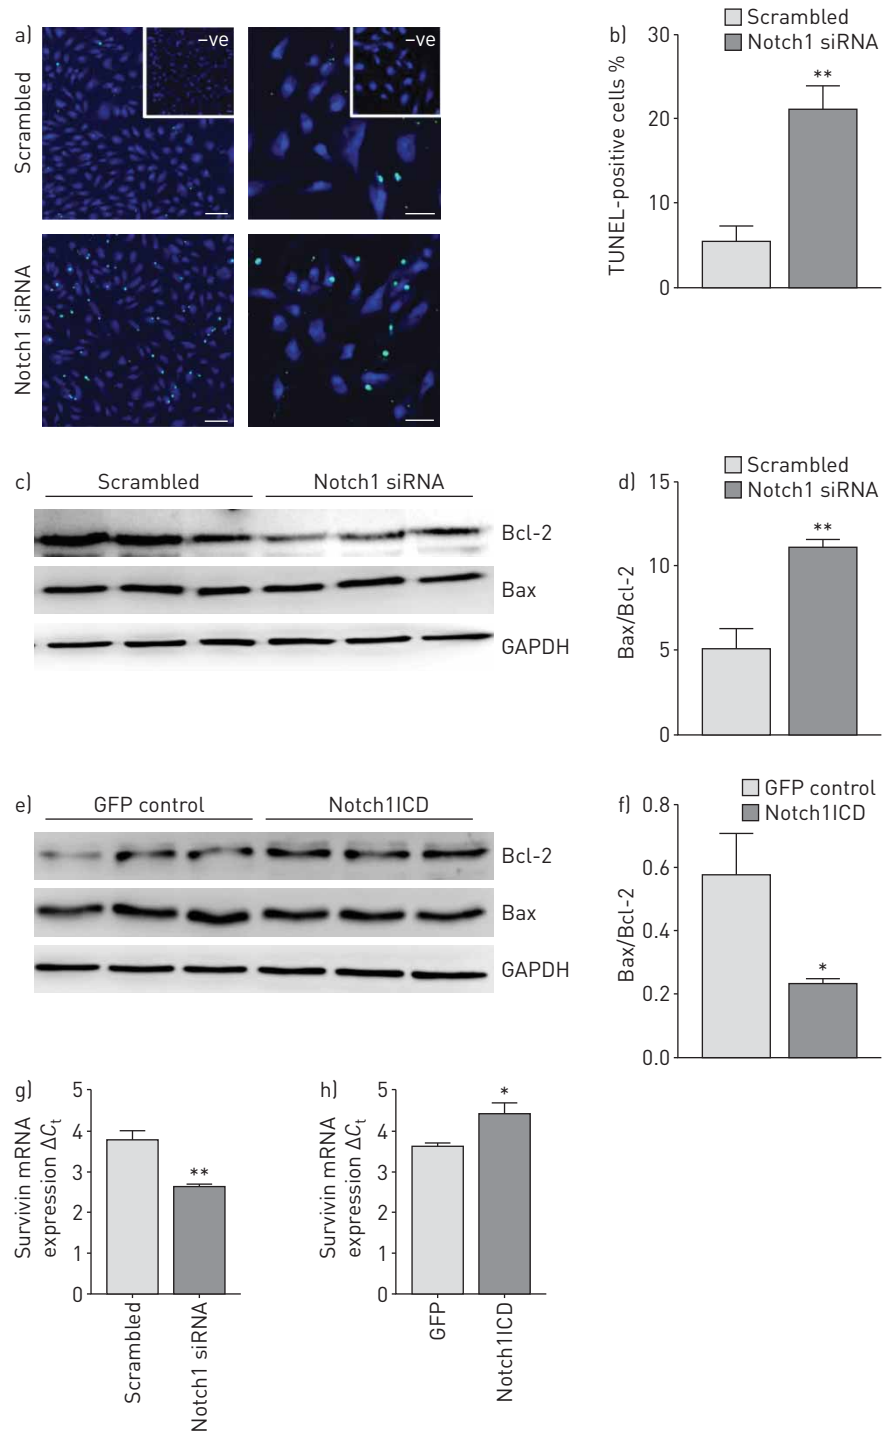 a)
–ve
–ve
Scrambled
Notch1 siRNA
b)
Scrambled
Notch1 siRNA
TUNEL-positive cells %
30
20
10
0
**
c)
Scrambled
Notch1 siRNA
Bcl-2
Bax
GAPDH
d)
Scrambled
Notch1 siRNA
Bax/Bcl-2
15
10
5
0
**
e)
GFP control
Notch1ICD
Bcl-2
Bax
GAPDH
f)
GFP control
Notch1ICD
Bax/Bcl-2
0.8
0.6
0.4
0.2
0.0
*
g)
Survivin mRNA
expression ΔCt
5
4
3
2
1
0
**
Scrambled
Notch1 siRNA
h)
Survivin mRNA
expression ΔCt
5
4
3
2
1
0
*
GFP
Notch1ICD